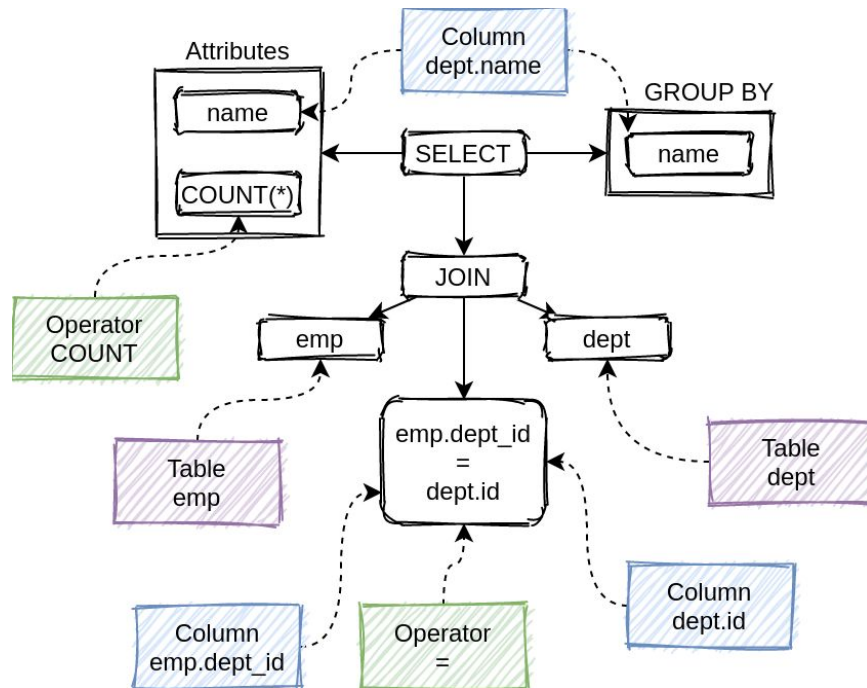 Attributes
Column
dept.name
GROUP BY
name
SELECT
name
COUNT(*)
JOIN
Operator
COUNT
emp
dept
emp.dept_id
=
dept.id
Table
emp
Table
dept
Column
emp.dept_id
Operator
=
Column
dept.id